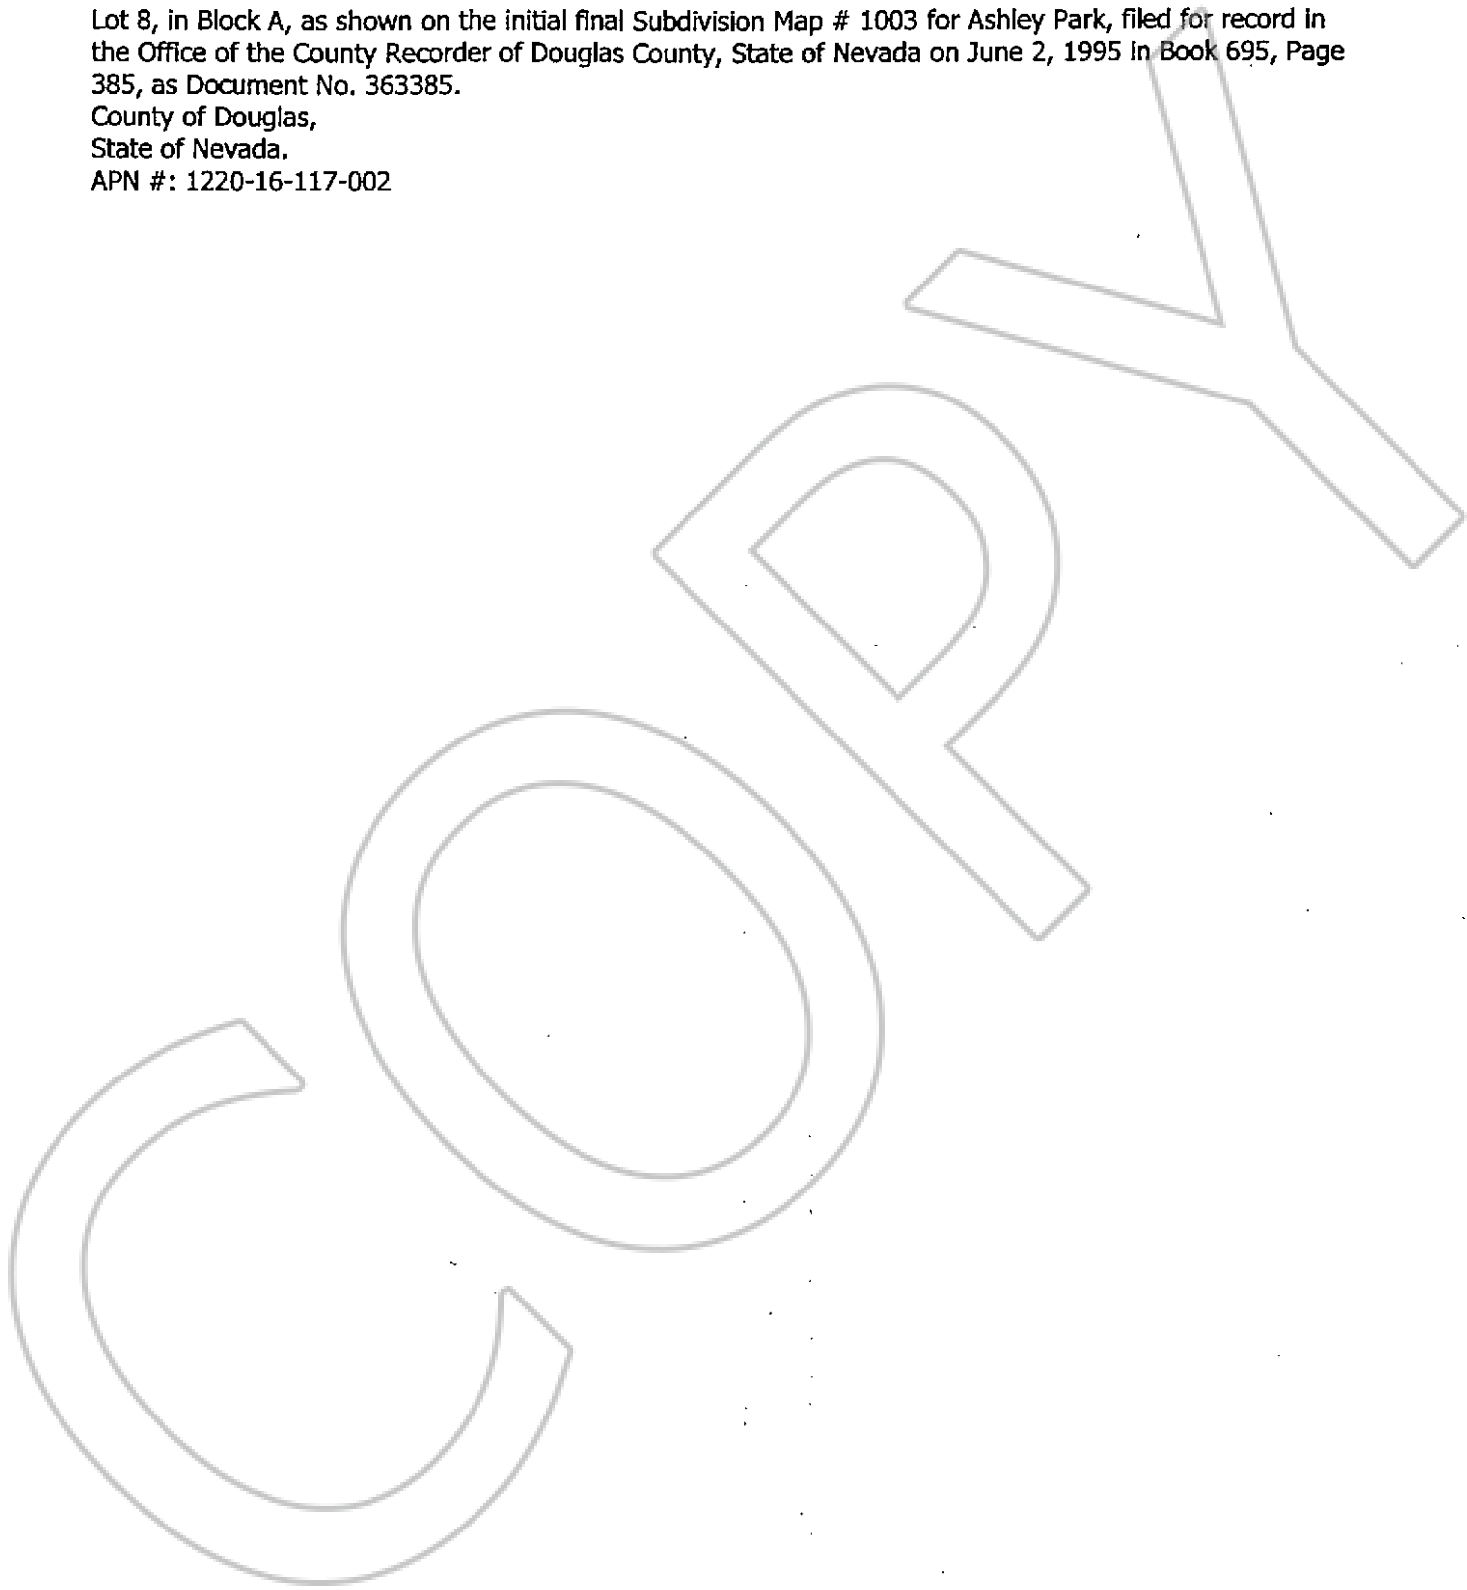 Lot 8, in Block A, as shown on the initial final Subdivision Map # 1003 for Ashley Park, filed for record in
the Office of the County Recorder of Douglas County, State of Nevada on June 2, 1995 in Book 695, Page
385, as Document No. 363385.
County of Douglas,
State of Nevada.
APN #: 1220-16-117-002
COPY